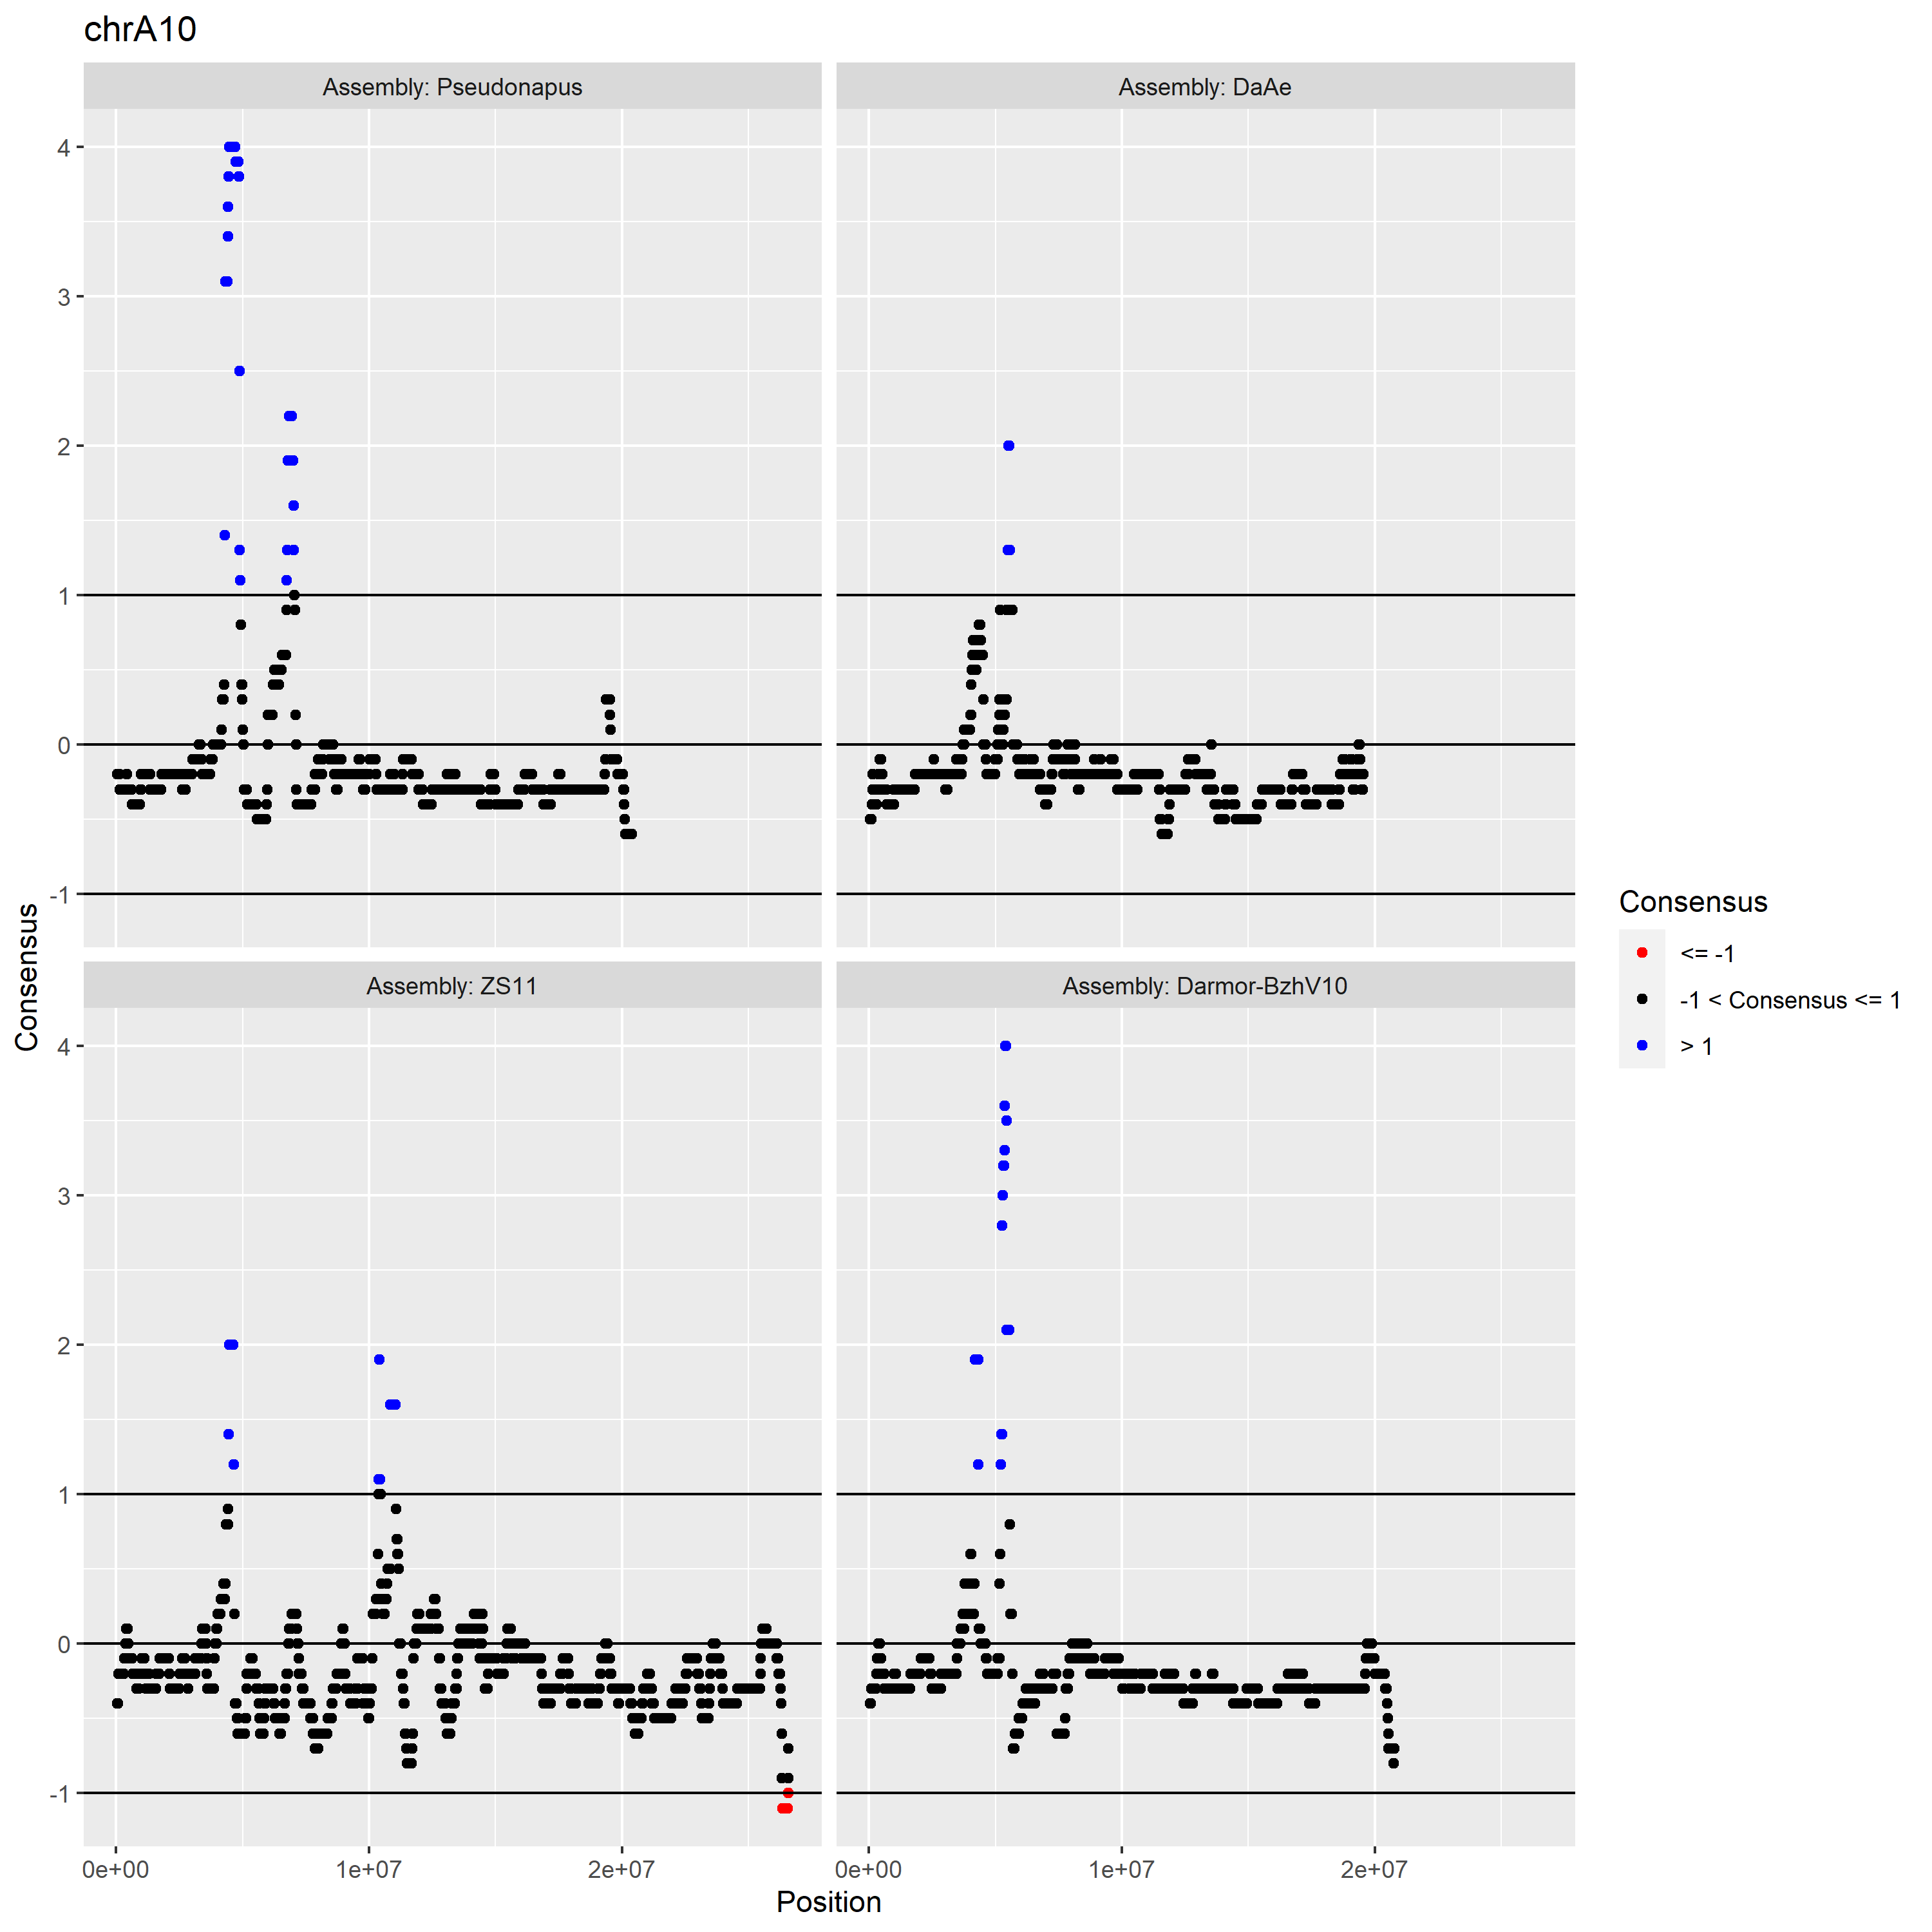 chrA10
Assembly: Pseudonapus
Assembly: DaAe
4
3
2
1
0
-1
Consensus
Assembly: ZS11
Assembly: Darmor-BzhV10
4
3
2
1
0
-1
0e+00
1e+07
2e+07
0e+00
1e+07
2e+07
Position
Consensus
<= -1
-1 < Consensus <= 1
> 1